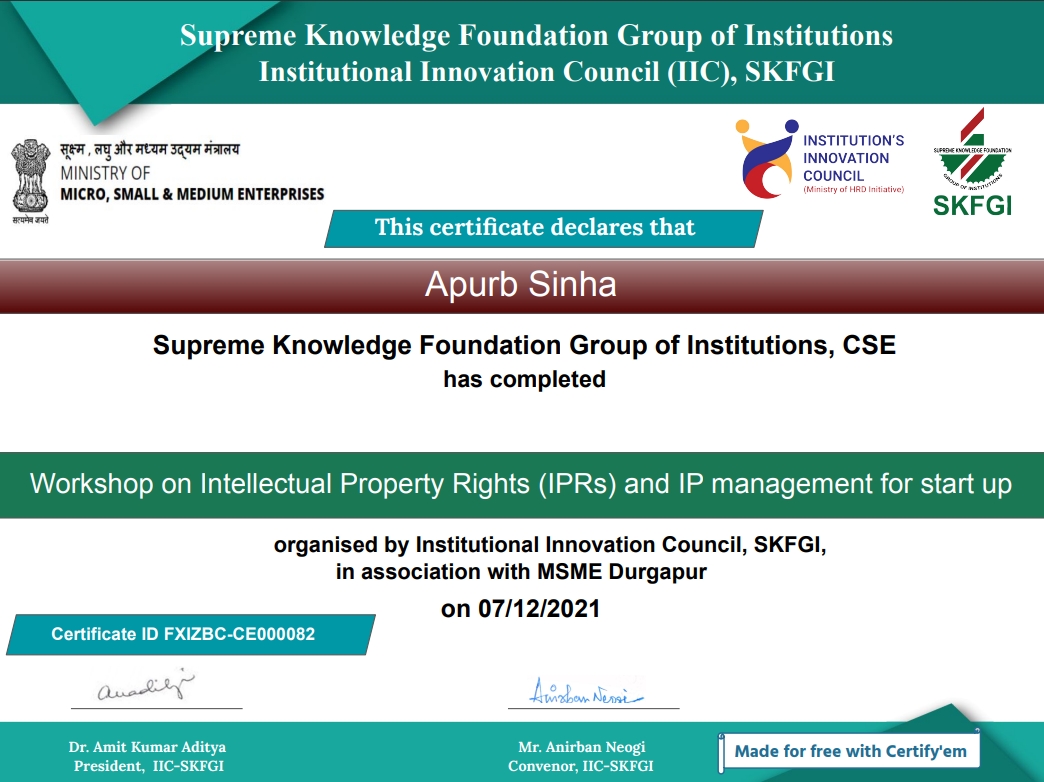 Supreme Knowledge Foundation Group of Institutions
Institutional Innovation Council (IIC), SKFGI
सूक्ष्म , लघु और मध्यम उद्यम मंत्रालय
MINISTRY OF
MICRO, SMALL & MEDIUM ENTERPRISES
सत्यमेव जयते
INSTITUTION'S
INNOVATION
COUNCIL
(Ministry of HRD Initiative)
SUPREME KNOWLEDGE FOUNDATION
GROUP OF INSTITUTIONS
SKFGI
This certificate declares that
Apurb Sinha
Supreme Knowledge Foundation Group of Institutions, CSE
has completed
Workshop on Intellectual Property Rights (IPRs) and IP management for start up
organised by Institutional Innovation Council, SKFGI,
in association with MSME Durgapur
on 07/12/2021
Certificate ID FXIZBC-CE000082
Anirban Neogi
Dr. Amit Kumar Aditya
President, IIC-SKFGI
Mr. Anirban Neogi
Convenor, IIC-SKFGI
Made for free with Certify'em